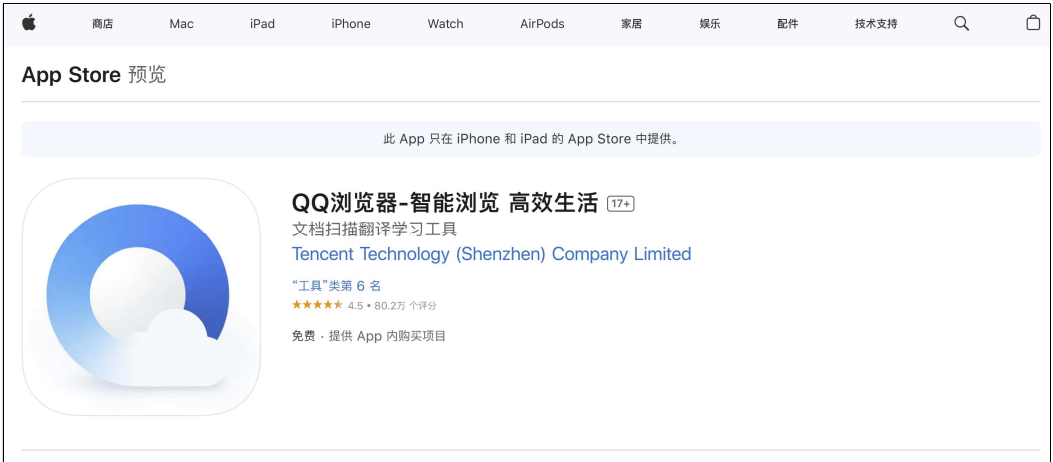 商店 Mac iPad iPhone Watch AirPods 家居 娱乐 配件 技术支持
App Store 预览
此 App 只在 iPhone 和 iPad 的 App Store 中提供。
QQ浏览器-智能浏览 高效生活 17+
文档扫描翻译学习工具
Tencent Technology (Shenzhen) Company Limited
“工具”类第 6 名
4.5 • 80.2万 个评分
免费 · 提供 App 内购买项目